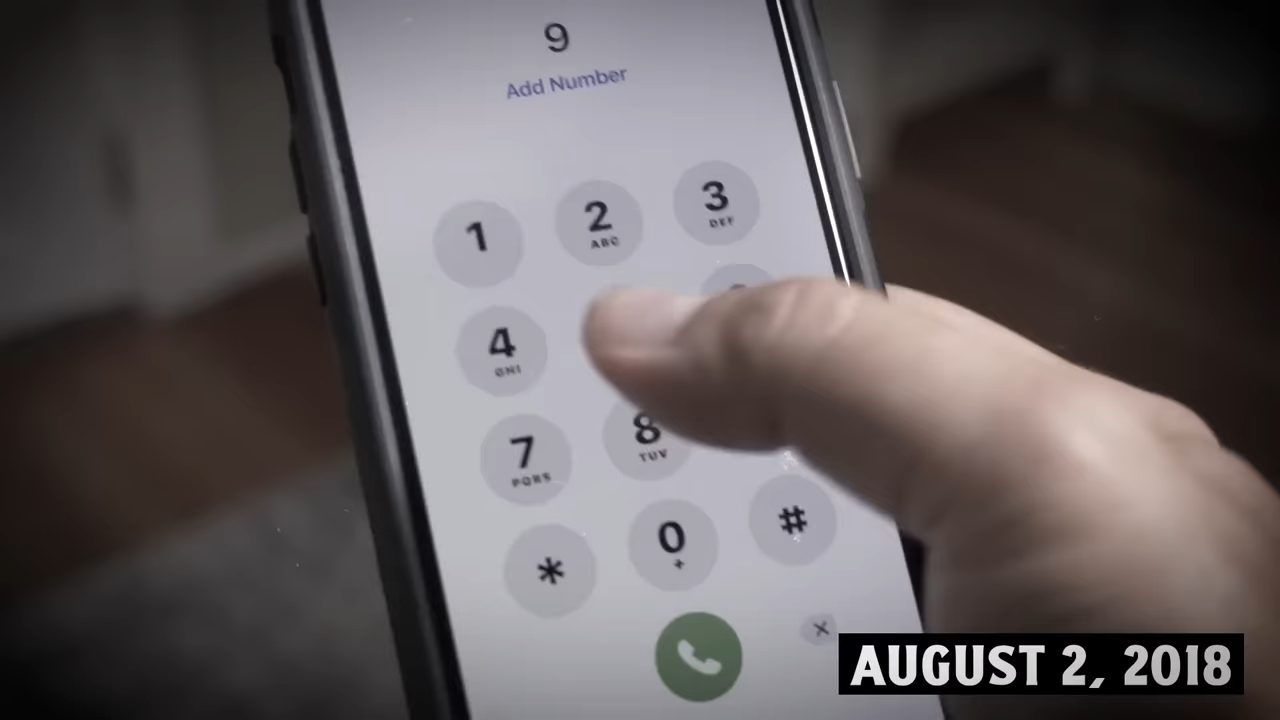 9
Add Number
1 2 ABC 3 DEF
4 GHI
7 PQRS 8 TUV
* 0 + #
AUGUST 2, 2018